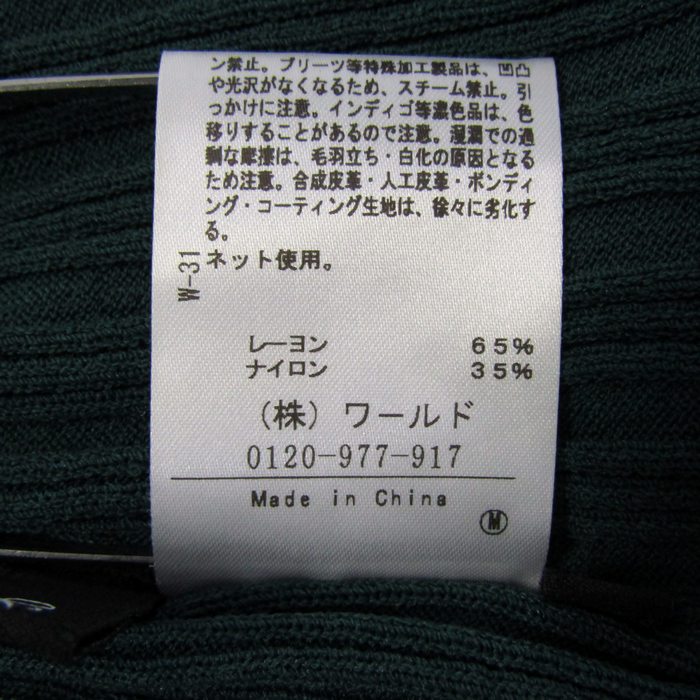 ン禁止。プリーツ等特殊加工製品は、凹凸
や光沢がなくなるため、スチーム禁止。引
っかけに注意。インディゴ等濃色品は、色
移りすることがあるので注意。湿潤での過
剰な摩擦は、毛羽立ち・白化の原因となる
ため注意。合成皮革・人工皮革・ボンディ
ング・コーティング生地は、徐々に劣化す
る。
ネット使用。
W-31
レーヨン 65%
ナイロン 35%
(株) ワールド
0120-977-917
Made in China
M